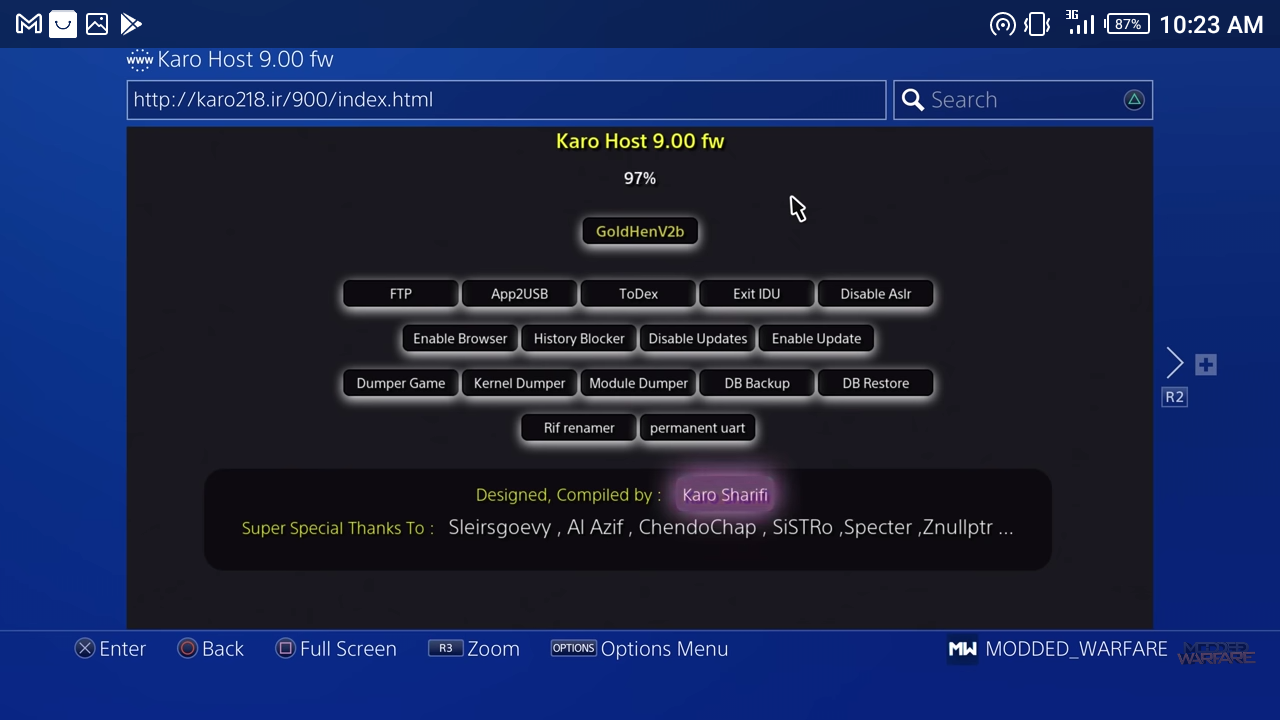 3G 87% 10:23 AM
www Karo Host 9.00 fw
http://karo218.ir/900/index.html Search
Karo Host 9.00 fw
97%
GoldHenV2b
FTP App2USB ToDex Exit IDU Disable Aslr
Enable Browser History Blocker Disable Updates Enable Update
Dumper Game Kernel Dumper Module Dumper DB Backup DB Restore
R2
Rif renamer permanent uart
Designed, Compiled by : Karo Sharifi
Super Special Thanks To : Sleirsgoevy , Al Azif , ChendoChap , SiSTRo ,Specter ,Znullptr ...
Enter Back Full Screen R3 Zoom OPTIONS Options Menu MW MODDED_WARFARE MODDED
WARFARE